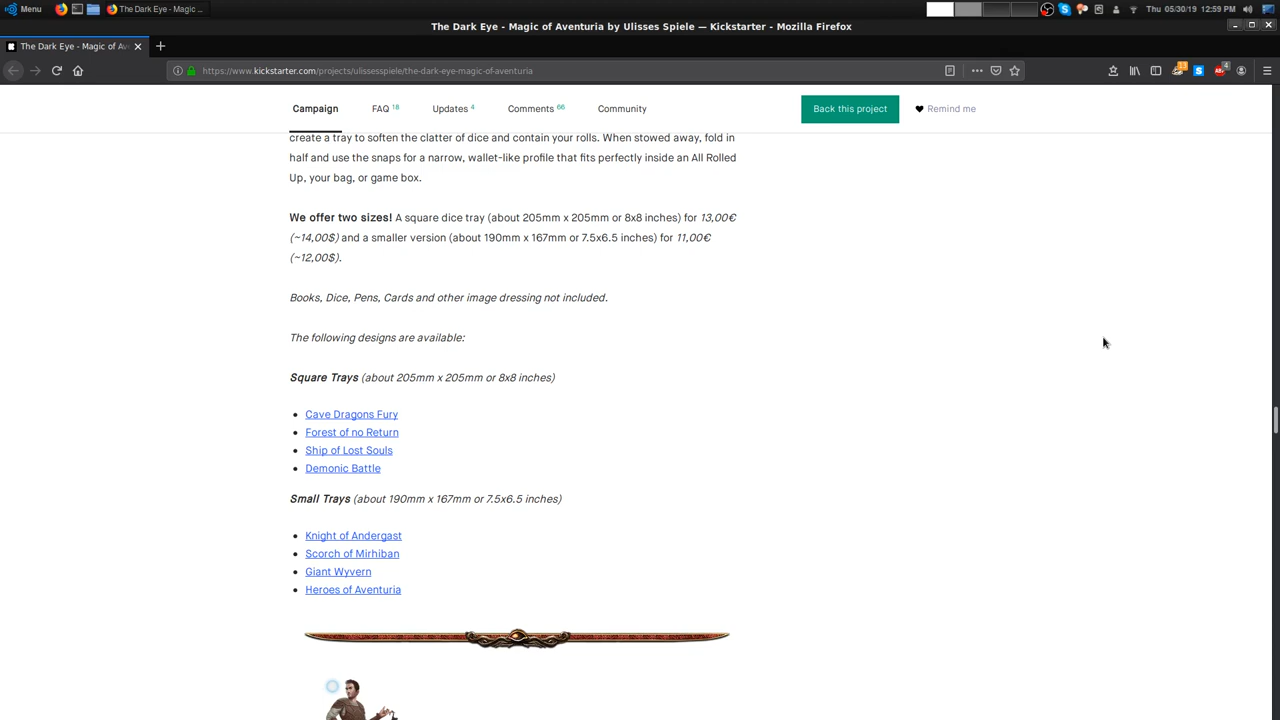 Menu
The Dark Eye - Magic ...
Thu 05/30/19 12:59 PM
The Dark Eye - Magic of Aventuria by Ulisses Spiele — Kickstarter - Mozilla Firefox
The Dark Eye - Magic of Av
https://www.kickstarter.com/projects/ulissesspiele/the-dark-eye-magic-of-aventuria
Campaign FAQ 18 Updates 4 Comments 66 Community Back this project Remind me
create a tray to soften the clatter of dice and contain your rolls. When stowed away, fold in
half and use the snaps for a narrow, wallet-like profile that fits perfectly inside an All Rolled
Up, your bag, or game box.
We offer two sizes! A square dice tray (about 205mm x 205mm or 8x8 inches) for 13,00€
(~14,00$) and a smaller version (about 190mm x 167mm or 7.5x6.5 inches) for 11,00€
(~12,00$).
Books, Dice, Pens, Cards and other image dressing not included.
The following designs are available:
Square Trays (about 205mm x 205mm or 8x8 inches)
Cave Dragons Fury
Forest of no Return
Ship of Lost Souls
Demonic Battle
Small Trays (about 190mm x 167mm or 7.5x6.5 inches)
Knight of Andergast
Scorch of Mirhiban
Giant Wyvern
Heroes of Aventuria